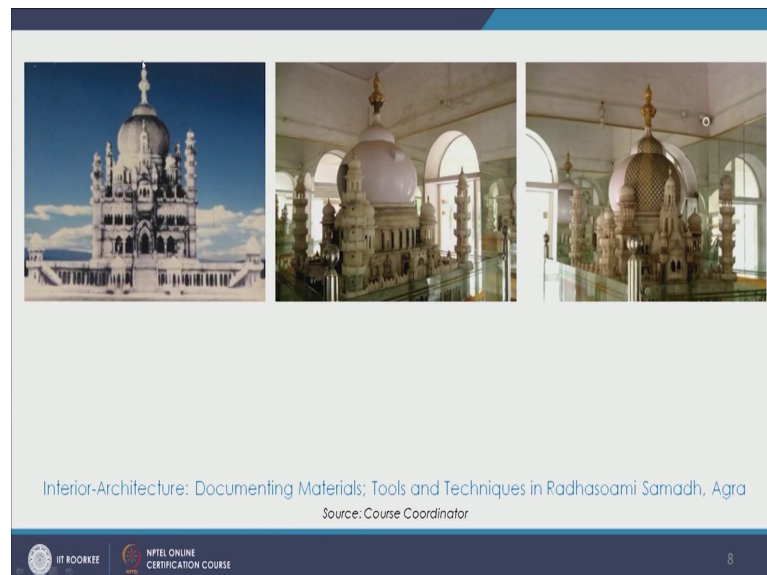 Interior-Architecture: Documenting Materials; Tools and Techniques in Radhasoami Samadh, Agra
Source: Course Coordinator
IIT ROORKEE
NPTEL ONLINE
CERTIFICATION COURSE
8